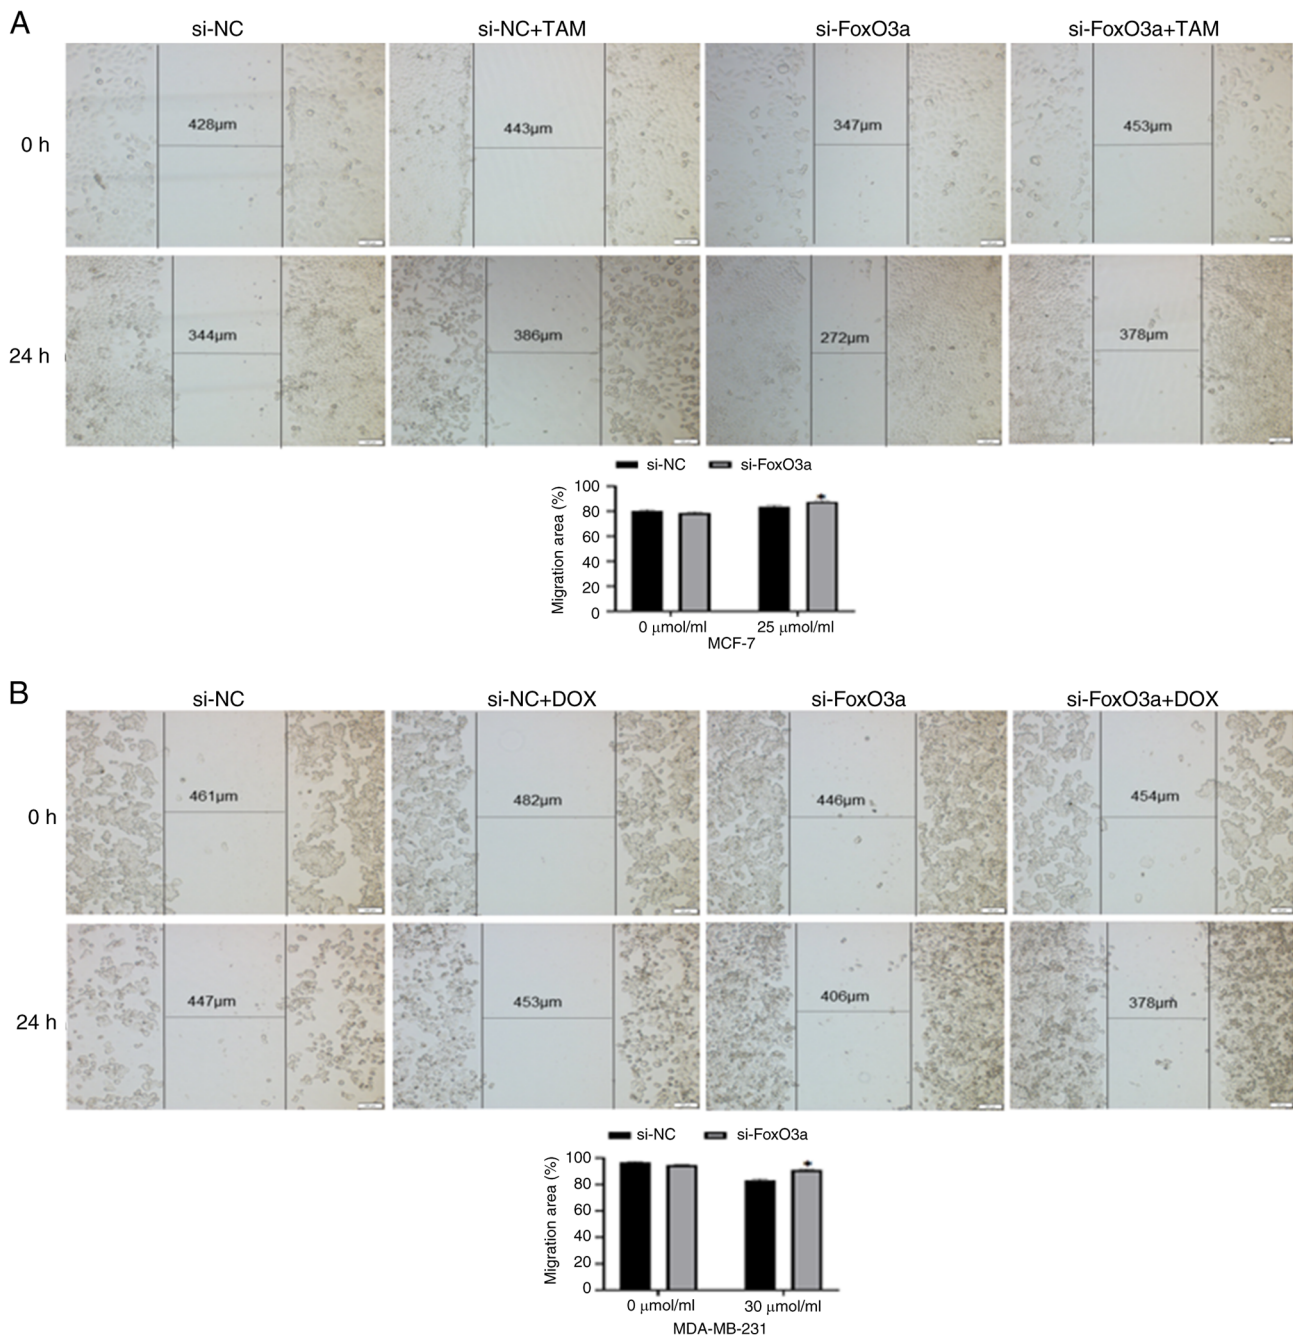 A
si-NC si-NC+TAM si-FoxO3a si-FoxO3a+TAM
0 h
428µm 443µm 347µm 453µm
24 h
344µm 386µm 272µm 378µm
si-NC si-FoxO3a
Migration area (%)
100
80
60
40
20
0
0 µmol/ml 25 µmol/ml
MCF-7
B
si-NC si-NC+DOX si-FoxO3a si-FoxO3a+DOX
0 h
461µm 482µm 446µm 454µm
24 h
447µm 453µm 406µm 378µm
si-NC si-FoxO3a
Migration area (%)
100
80
60
40
20
0
0 µmol/ml 30 µmol/ml
MDA-MB-231